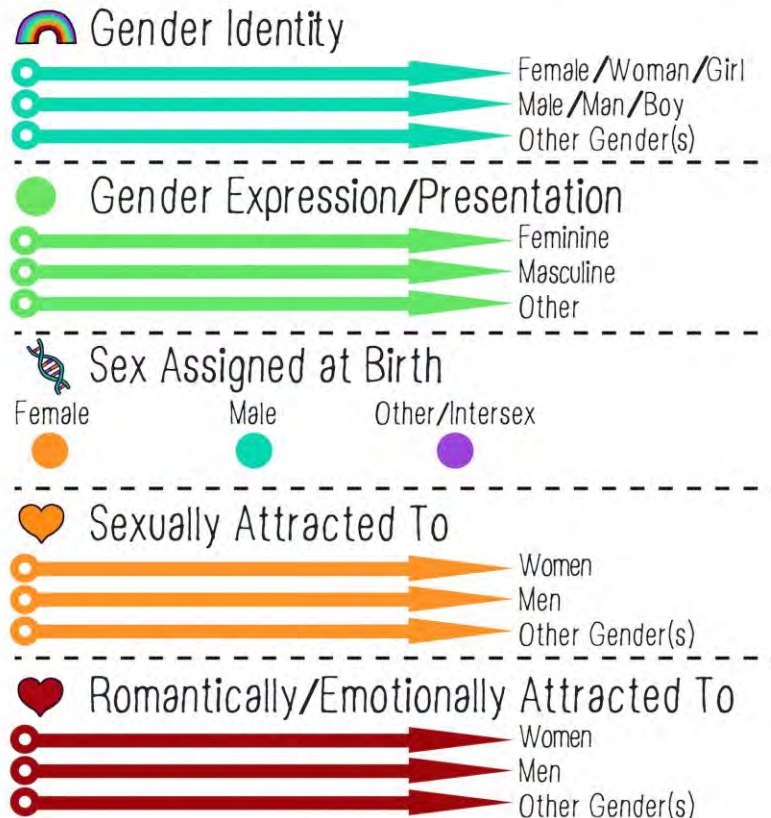 Gender Identity
Female/Woman/Girl
Male/Man/Boy
Other Gender(s)
Gender Expression/Presentation
Feminine
Masculine
Other
Sex Assigned at Birth
Female Male Other/Intersex
Sexually Attracted To
Women
Men
Other Gender(s)
Romantically/Emotionally Attracted To
Women
Men
Other Gender(s)